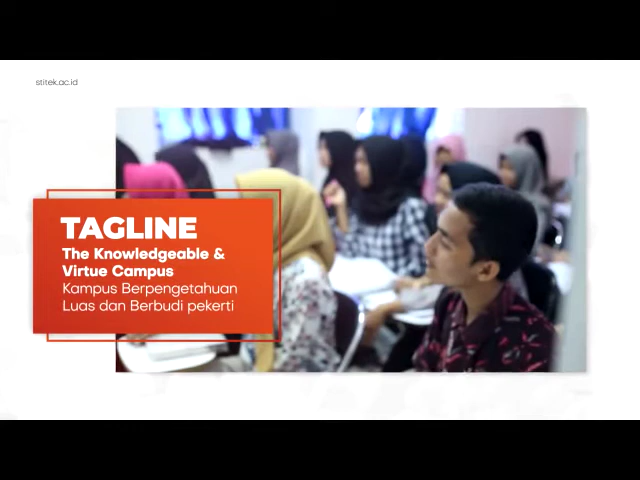 stitek.ac.id
TAGLINE
The Knowledgeable &
Virtue Campus
Kampus Berpengetahuan
Luas dan Berbudi pekerti